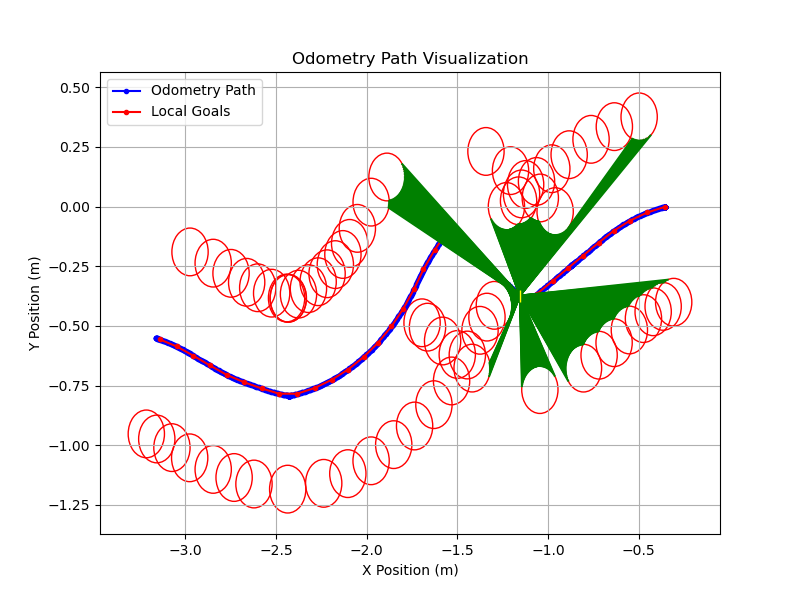 Odometry Path Visualization
Odometry Path
Local Goals
Y Position (m)
0.50
0.25
0.00
−0.25
−0.50
−0.75
−1.00
−1.25
−3.0 −2.5 −2.0 −1.5 −1.0 −0.5
X Position (m)